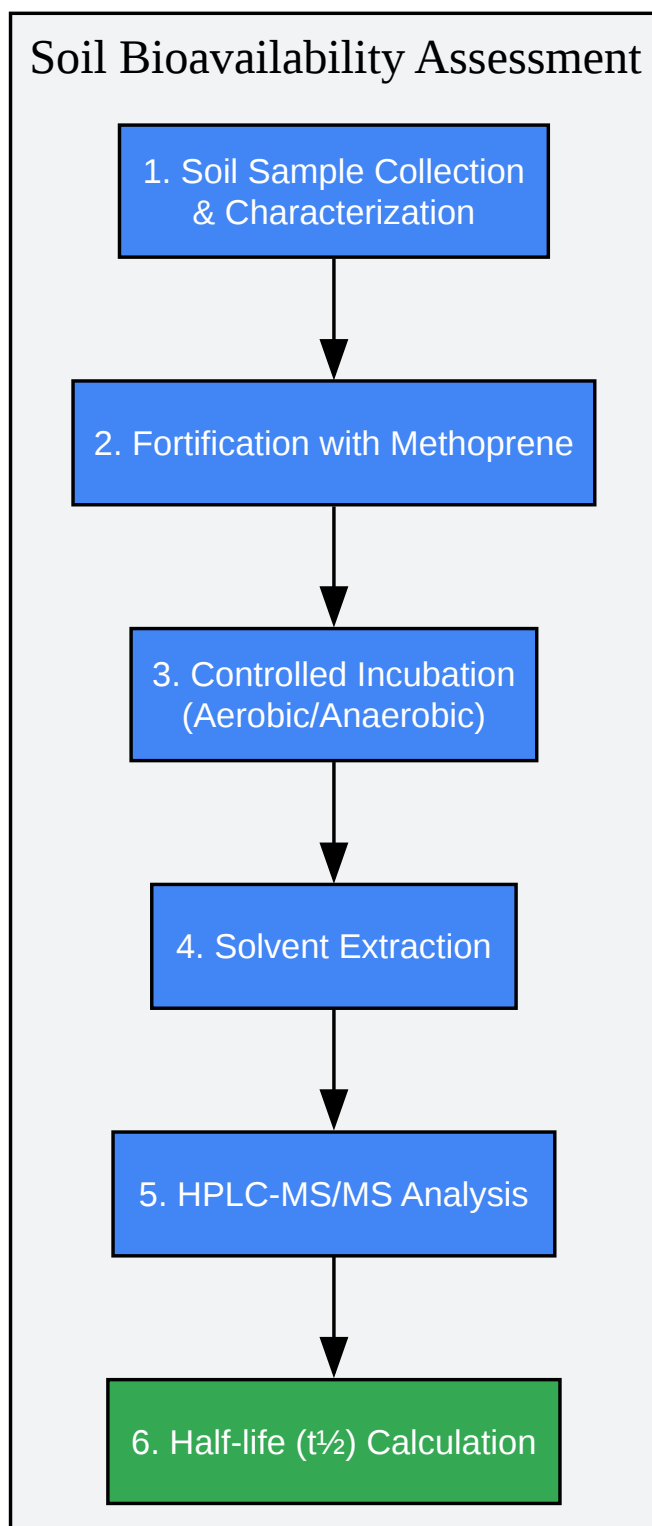 Soil Bioavailability Assessment
1. Soil Sample Collection
& Characterization
2. Fortification with Methoprene
3. Controlled Incubation
(Aerobic/Anaerobic)
4. Solvent Extraction
5. HPLC-MS/MS Analysis
6. Half-life (t½) Calculation